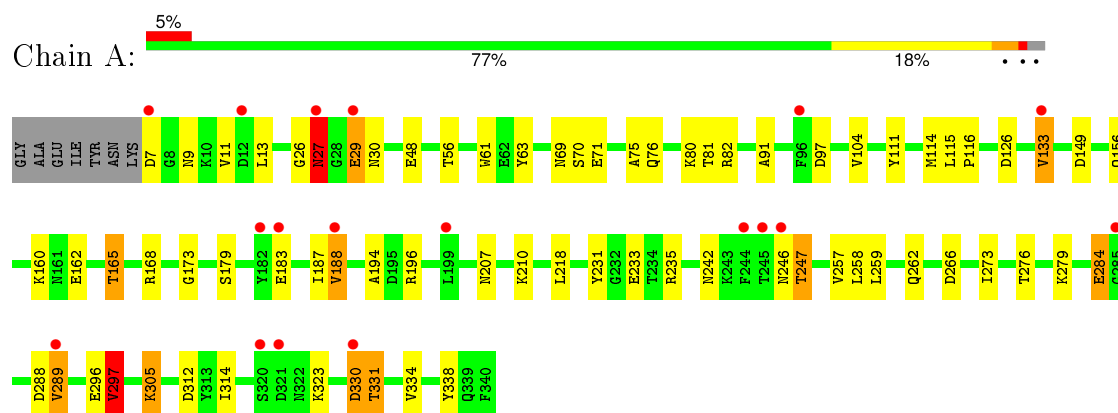 5%
Chain A:
77%
18%
GLY ALA GLU ILE TYR ASN LYS D7 G8 N9 K10 V11 D12 L13 G26 N27 G28 E29 N30 E48 T56 W61 E62 Y63 N69 S70 E71 A75 Q76 K80 T81 R82 A91 F96 D97 V104 Y111 M114 L115 P116 D126 V133 D149
K160 N161 E162 T165 R168 G173 S179 Y182 E183 I187 V188 A194 D195 R196 L199 N207 K210 L218 Y231 G232 E233 T234 R235 N242 K243 F244 T245 N246 T247 V257 L258 L259 Q262 D266 I273 T276 K279 E284
D288 V289 E296 V297 K305 D312 Y313 I314 S320 D321 N322 K323 D330 T331 V334 Y338 Q339 F340